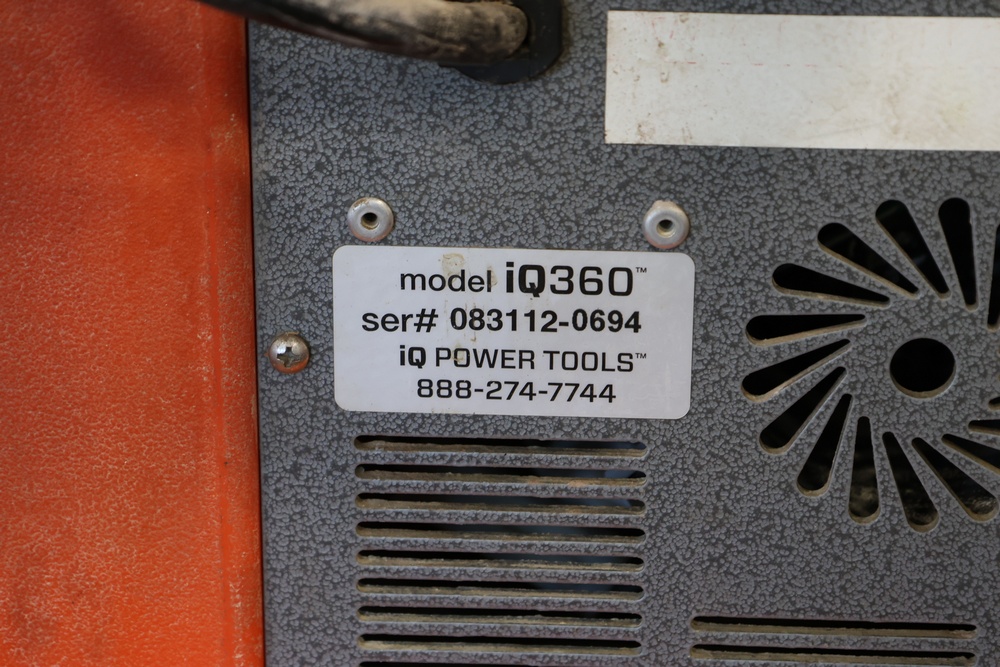 model iQ360™
ser# 083112-0694
iQ POWER TOOLS™
888-274-7744